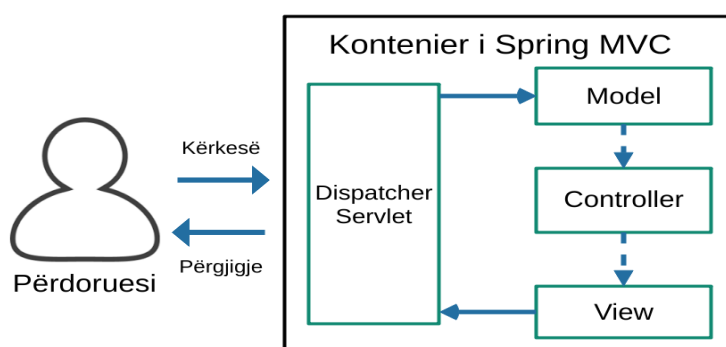 Kontenier i Spring MVC
Model
Kërkesë
Dispatcher
Servlet
Controller
Përgjigje
Përdoruesi
View